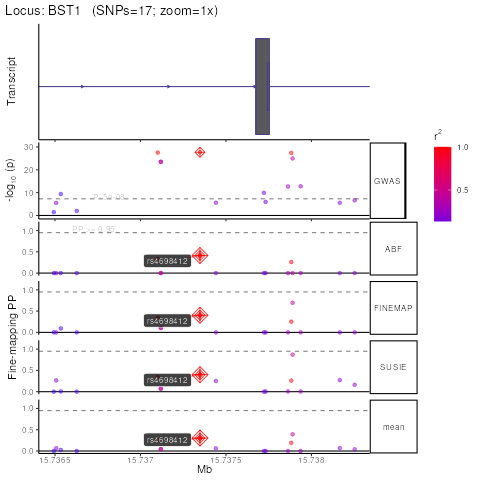 Locus: BST1 (SNPs=17; zoom=1x)
Transcript
r²
1.0
0.5
30
20
10
0
-log₁₀ (p)
GWAS
PP >= 0.95
1.0
0.5
0.0
rs4698412
ABF
1.0
0.5
0.0
rs4698412
FINEMAP
Fine-mapping PP
1.0
0.5
0.0
rs4698412
SUSIE
1.0
0.5
0.0
rs4698412
mean
15.7365
15.737
15.7375
15.738
Mb